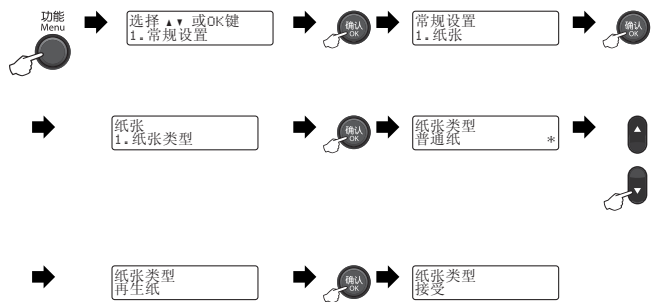 功能
Menu
选择 ▲▼ 或OK键
1.常规设置
确认
OK
常规设置
1.纸张
确认
OK
纸张
1.纸张类型
确认
OK
纸张类型
普通纸 *
▲
▼
纸张类型
再生纸
确认
OK
纸张类型
接受